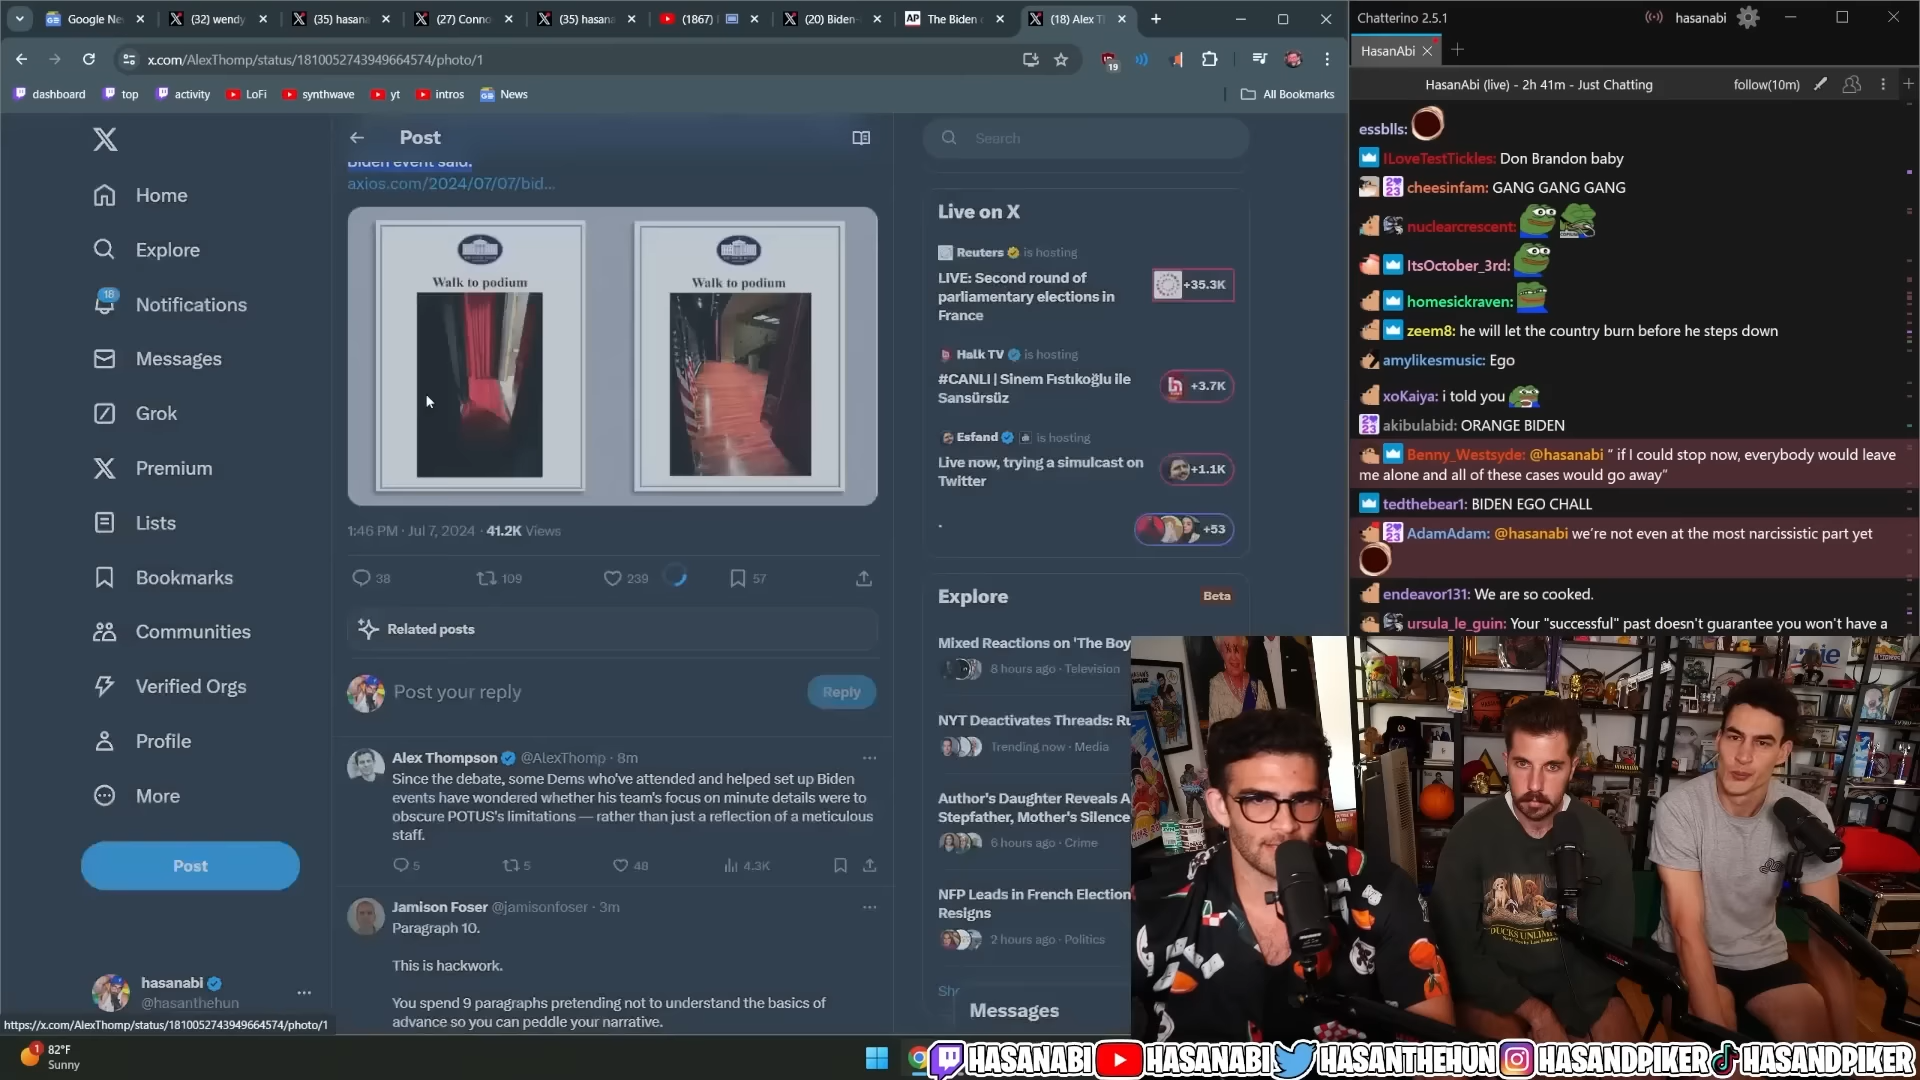 Google Ne
(32) wendy
(35) hasana
(27) Conno
(35) hasana
(1867)
(20) Biden-
AP
The Biden
(18) Alex T
x.com/AlexThomp/status/1810052743949664574/photo/1
19
dashboard
top
activity
LoFi
synthwave
yt
intros
News
All Bookmarks
Home
Explore
18
Notifications
Messages
Grok
Premium
Lists
Bookmarks
Communities
Verified Orgs
Profile
More
Post
hasanabi
@hasanthehun
https://x.com/AlexThomp/status/1810052743949664574/photo/1
Post
Biden event said.
axios.com/2024/07/07/bid...
Walk to podium
Walk to podium
1:46 PM · Jul 7, 2024 · 41.2K Views
38
109
239
57
Related posts
Post your reply
Reply
Alex Thompson @AlexThomp · 8m
Since the debate, some Dems who've attended and helped set up Biden
events have wondered whether his team's focus on minute details were to
obscure POTUS's limitations — rather than just a reflection of a meticulous
staff.
5
5
48
4.3K
Jamison Foser @jamisonfoser · 3m
Paragraph 10.
This is hackwork.
You spend 9 paragraphs pretending not to understand the basics of
advance so you can peddle your narrative.
Search
Live on X
Reuters is hosting
LIVE: Second round of
parliamentary elections in
France
+35.3K
Halk TV is hosting
#CANLI | Sinem Fıstıkoğlu ile
Sansürsüz
+3.7K
Esfand is hosting
Live now, trying a simulcast on
Twitter
+1.1K
.
+53
Explore
Beta
Mixed Reactions on 'The Boy
8 hours ago · Television
NYT Deactivates Threads: Ru
Trending now · Media
Author's Daughter Reveals A
Stepfather, Mother's Silence
6 hours ago · Crime
NFP Leads in French Election
Resigns
2 hours ago · Politics
Sho
Messages
Chatterino 2.5.1
hasanabi
HasanAbi
HasanAbi (live) - 2h 41m - Just Chatting
follow(10m)
essblls:
ILoveTestTickles: Don Brandon baby
cheesinfam: GANG GANG GANG
nuclearcrescent:
ItsOctober_3rd:
homesickraven:
zeem8: he will let the country burn before he steps down
amylikesmusic: Ego
xoKaiya: i told you
akibulabid: ORANGE BIDEN
Benny_Westsyde: @hasanabi “ if I could stop now, everybody would leave
me alone and all of these cases would go away”
tedthebear1: BIDEN EGO CHALL
AdamAdam: @hasanabi we’re not even at the most narcissistic part yet
endeavor131: We are so cooked.
ursula_le_guin: Your "successful" past doesn't guarantee you won't have a
DUCKS UNLIMITED
1
82°F
Sunny
HASANABI
HASANABI
HASANTHEHUN
HASANDPIKER
HASANDPIKER